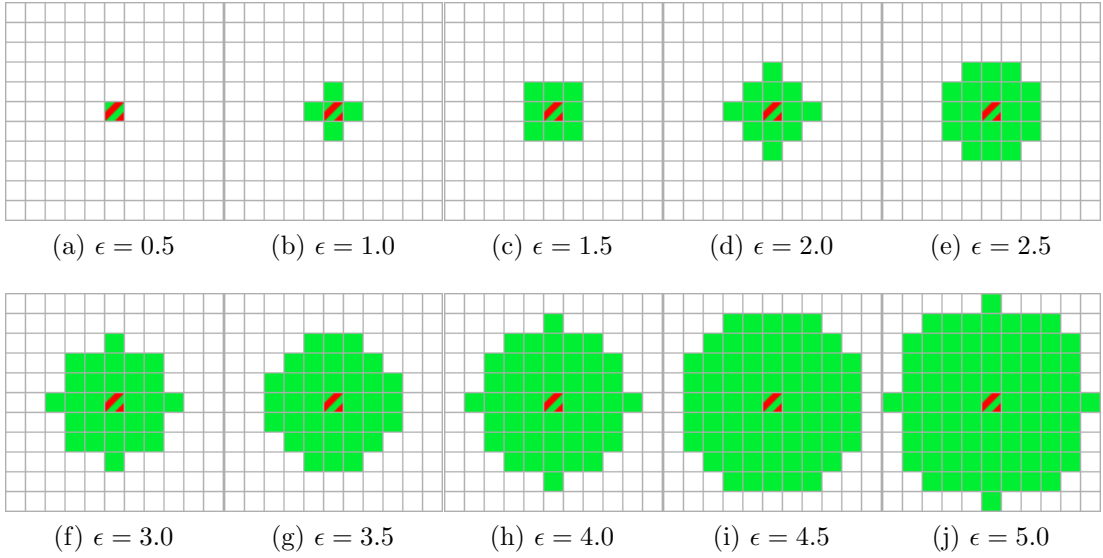 (a) ϵ = 0.5 (b) ϵ = 1.0 (c) ϵ = 1.5 (d) ϵ = 2.0 (e) ϵ = 2.5
(f) ϵ = 3.0 (g) ϵ = 3.5 (h) ϵ = 4.0 (i) ϵ = 4.5 (j) ϵ = 5.0